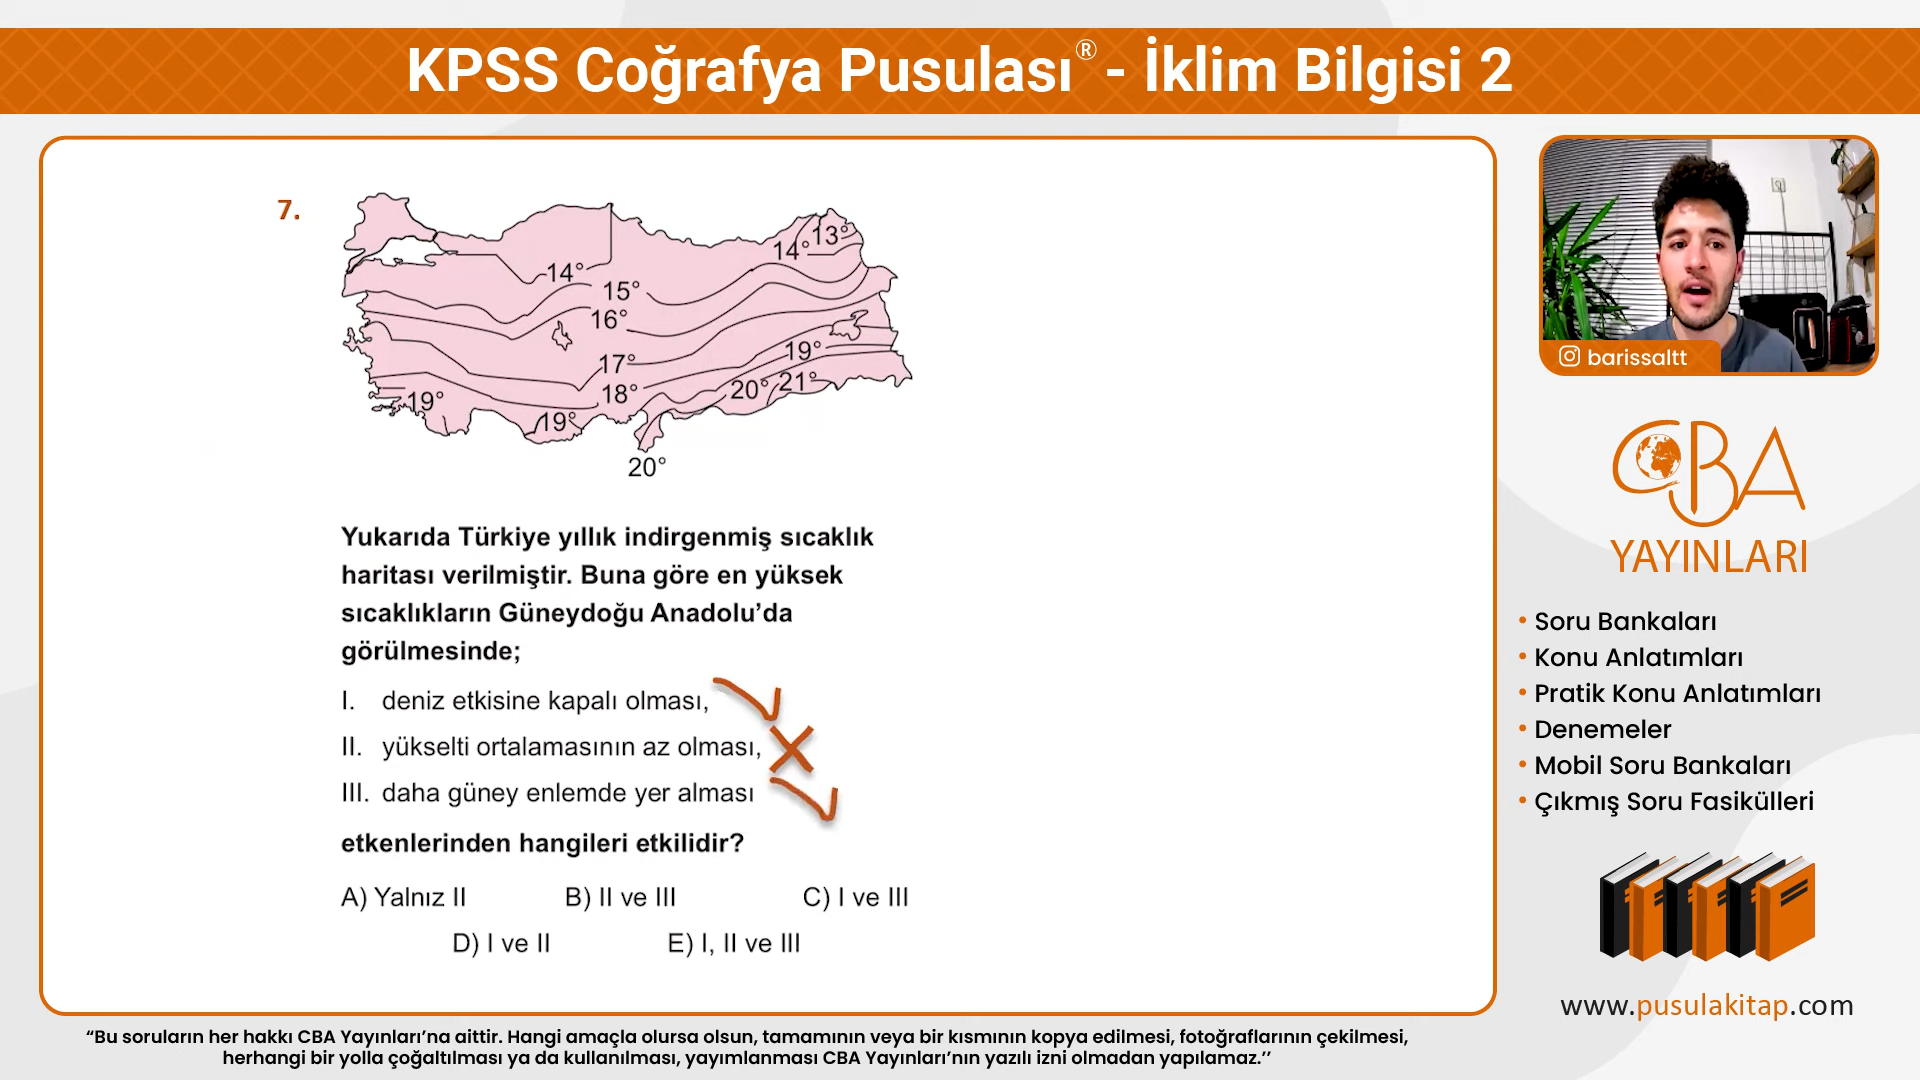 KPSS Coğrafya Pusulası® - İklim Bilgisi 2
7.
13°
14°
14°
15°
16°
17°
19°
18°
20°
21°
19°
19°
20°
Yukarıda Türkiye yıllık indirgenmiş sıcaklık
haritası verilmiştir. Buna göre en yüksek
sıcaklıkların Güneydoğu Anadolu’da
görülmesinde;
I. deniz etkisine kapalı olması,
II. yükselti ortalamasının az olması,
III. daha güney enlemde yer alması
etkenlerinden hangileri etkilidir?
A) Yalnız II B) II ve III C) I ve III
D) I ve II E) I, II ve III
barissaltt
CBA
YAYINLARI
• Soru Bankaları
• Konu Anlatımları
• Pratik Konu Anlatımları
• Denemeler
• Mobil Soru Bankaları
• Çıkmış Soru Fasikülleri
www.pusulakitap.com
“Bu soruların her hakkı CBA Yayınları’na aittir. Hangi amaçla olursa olsun, tamamının veya bir kısmının kopya edilmesi, fotoğraflarının çekilmesi,
herhangi bir yolla çoğaltılması ya da kullanılması, yayımlanması CBA Yayınları’nın yazılı izni olmadan yapılamaz.’’